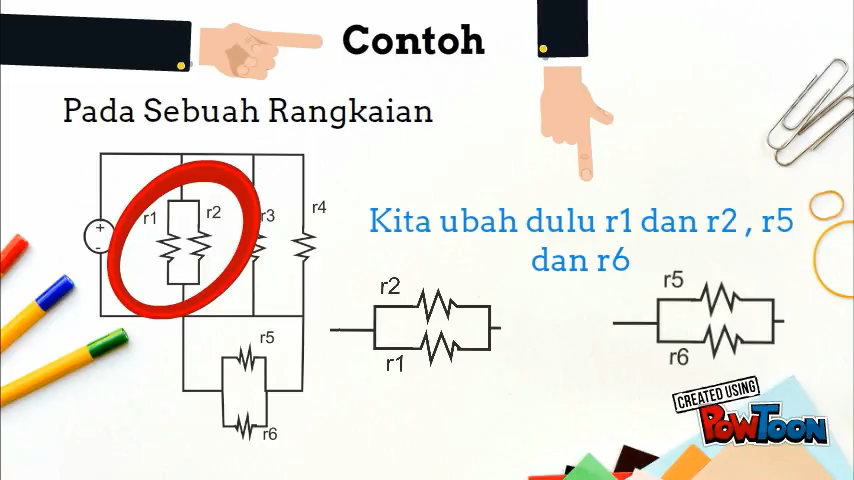 Contoh
Pada Sebuah Rangkaian
r1
r2
r3
r4
+
-
Kita ubah dulu r1 dan r2 , r5
dan r6
r5
r6
r2
r1
r5
r6
CREATED USING
POWTOON